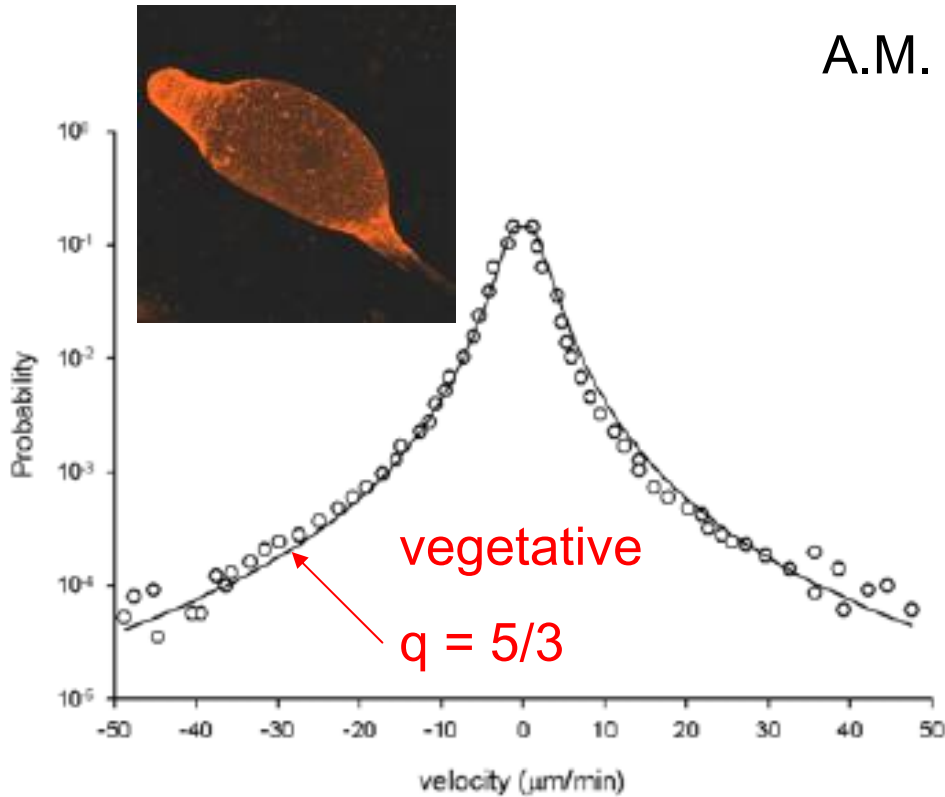 A.M.
10⁰
10⁻¹
10⁻²
10⁻³
10⁻⁴
10⁻⁵
Probability
vegetative
q = 5/3
-50 -40 -30 -20 -10 0 10 20 30 40 50
velocity (μm/min)